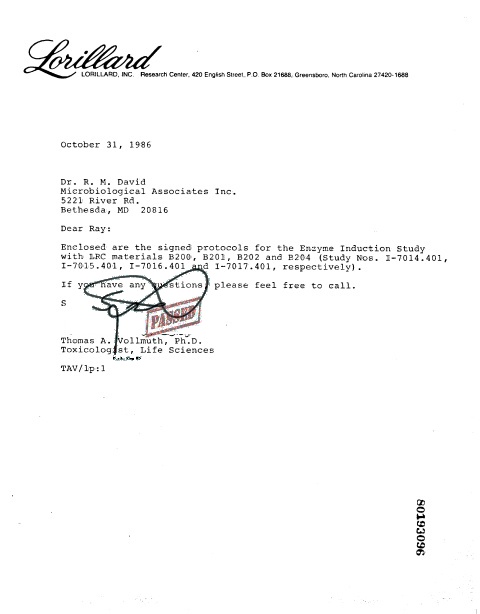 Lorillard
LORILLARD, INC. Research Center, 420 English Street, P.O. Box 21688, Greensboro, North Carolina 27420-1688
October 31, 1986
Dr. R. M. David
Microbiological Associates Inc.
5221 River Rd.
Bethesda, MD 20816
Dear Ray:
Enclosed are the signed protocols for the Enzyme Induction Study
with LRC materials B200, B201, B202 and B204 (Study Nos. I-7014.401,
I-7015.401, I-7016.401 and I-7017.401, respectively).
If you have any questions, please feel free to call.
S
PASSED
Thomas A. Vollmuth, Ph.D.
Toxicologist, Life Sciences
TAV/lp:1
80193096